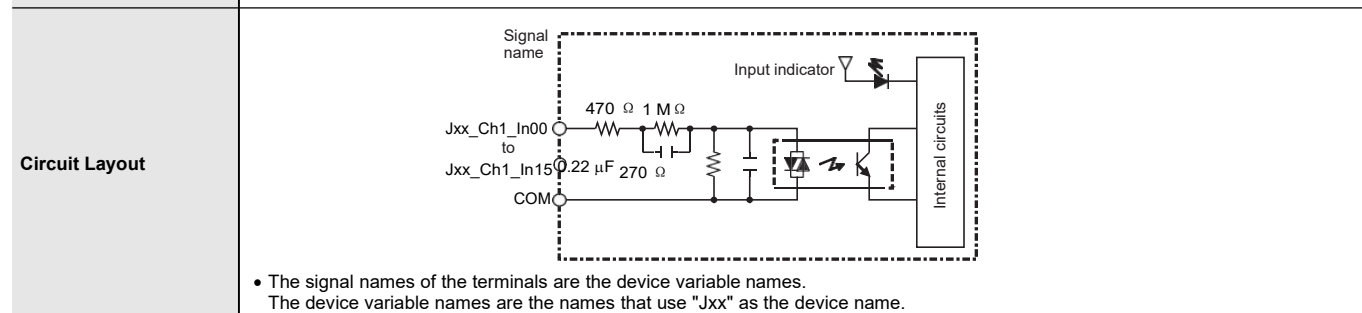 Circuit Layout
Signal
name
Input indicator
470 Ω 1 M Ω
Jxx_Ch1_In00
to
Jxx_Ch1_In15
0.22 μF 270 Ω
COM
Internal circuits
• The signal names of the terminals are the device variable names.
The device variable names are the names that use "Jxx" as the device name.